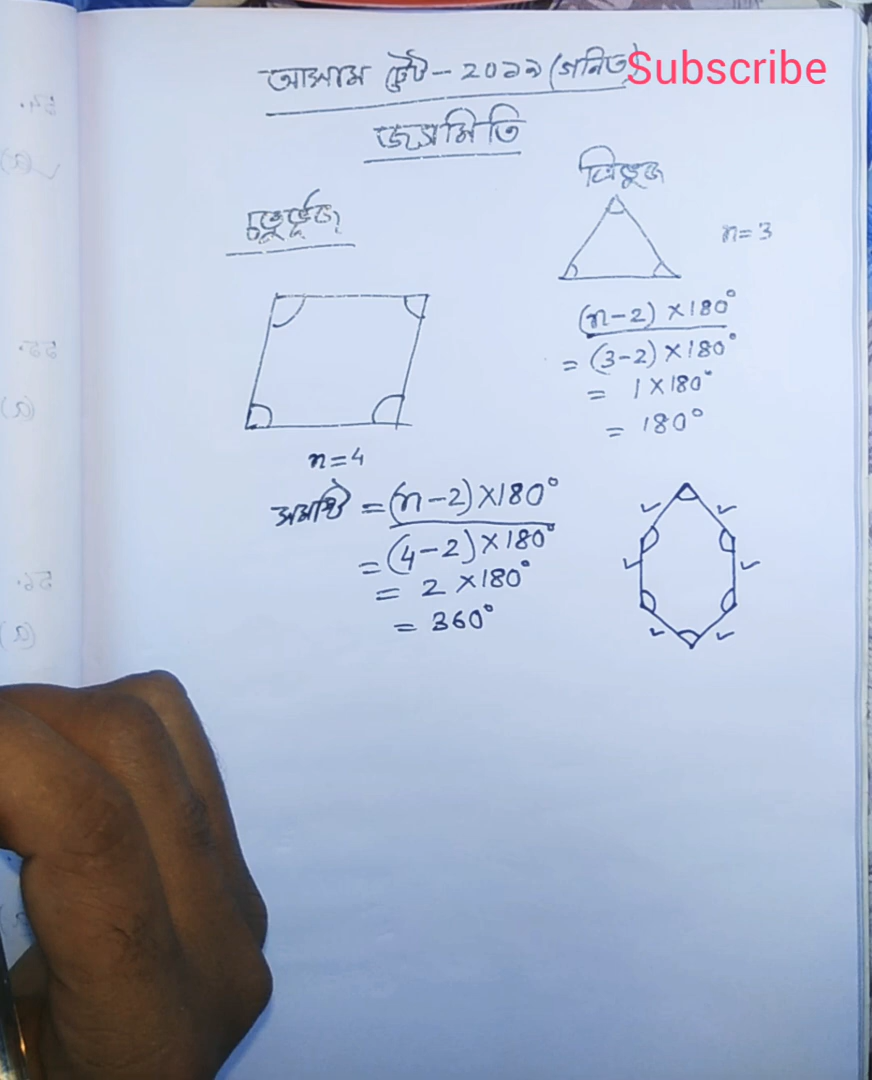 আসাম টেট - ২০১৯ (গনিত)
Subscribe
জ্যামিতি
ত্রিভুজ
n=3
(n-2) ×180°
= (3-2) ×180°
= 1 ×180°
= 180°
চতুৰ্ভূজ
n=4
সমষ্টি = (n-2) ×180°
= (4-2) ×180°
= 2 ×180°
= 360°